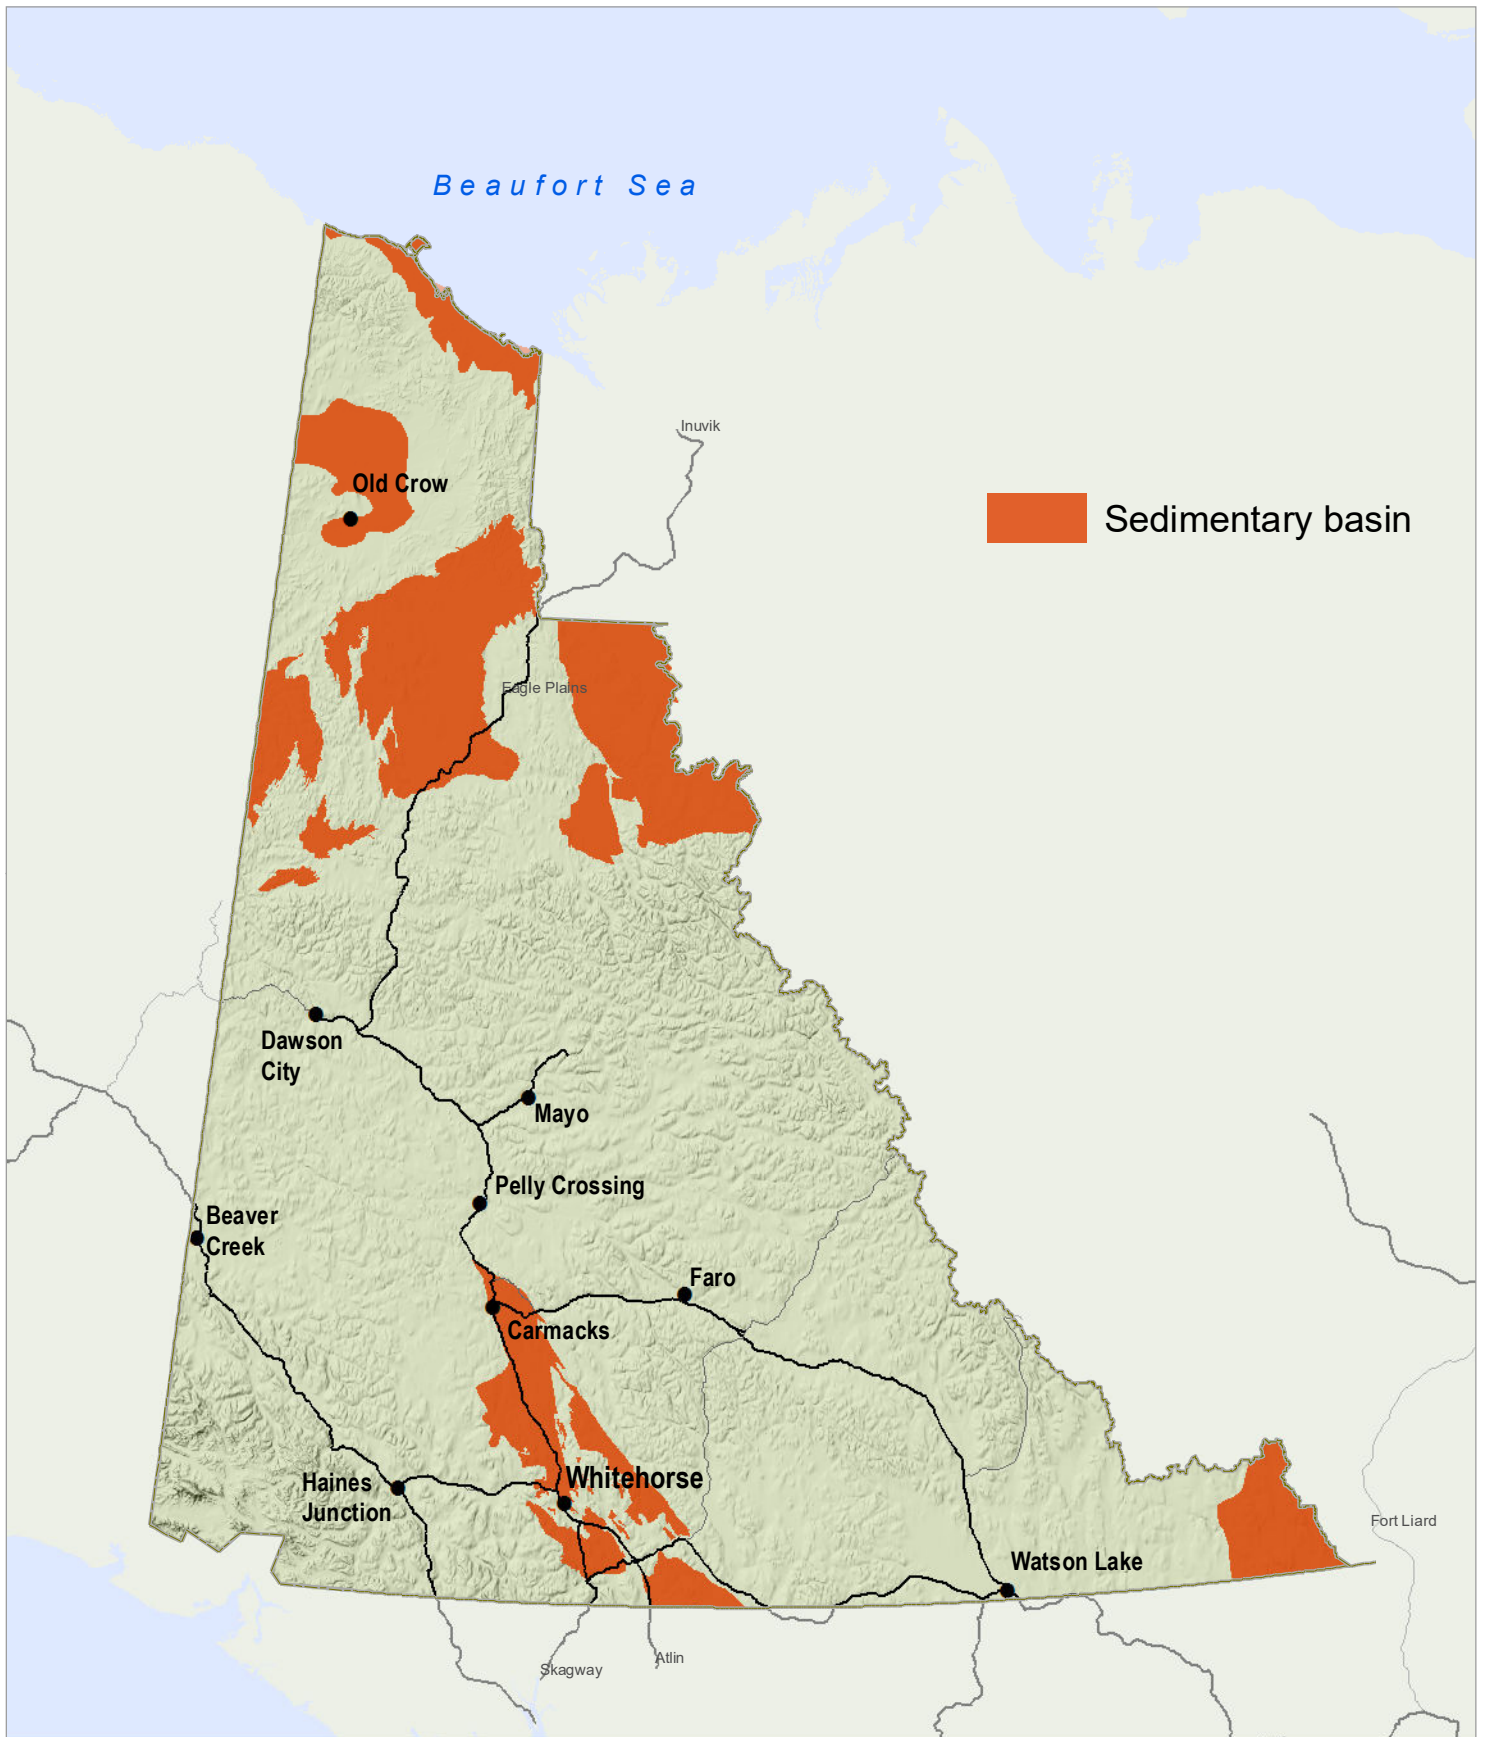 Beaufort Sea
Inuvik
Old Crow
Sedimentary basin
Eagle Plains
Dawson
City
Mayo
Pelly Crossing
Beaver
Creek
Faro
Carmacks
Haines
Junction
Whitehorse
Fort Liard
Watson Lake
Atlin
Skagway